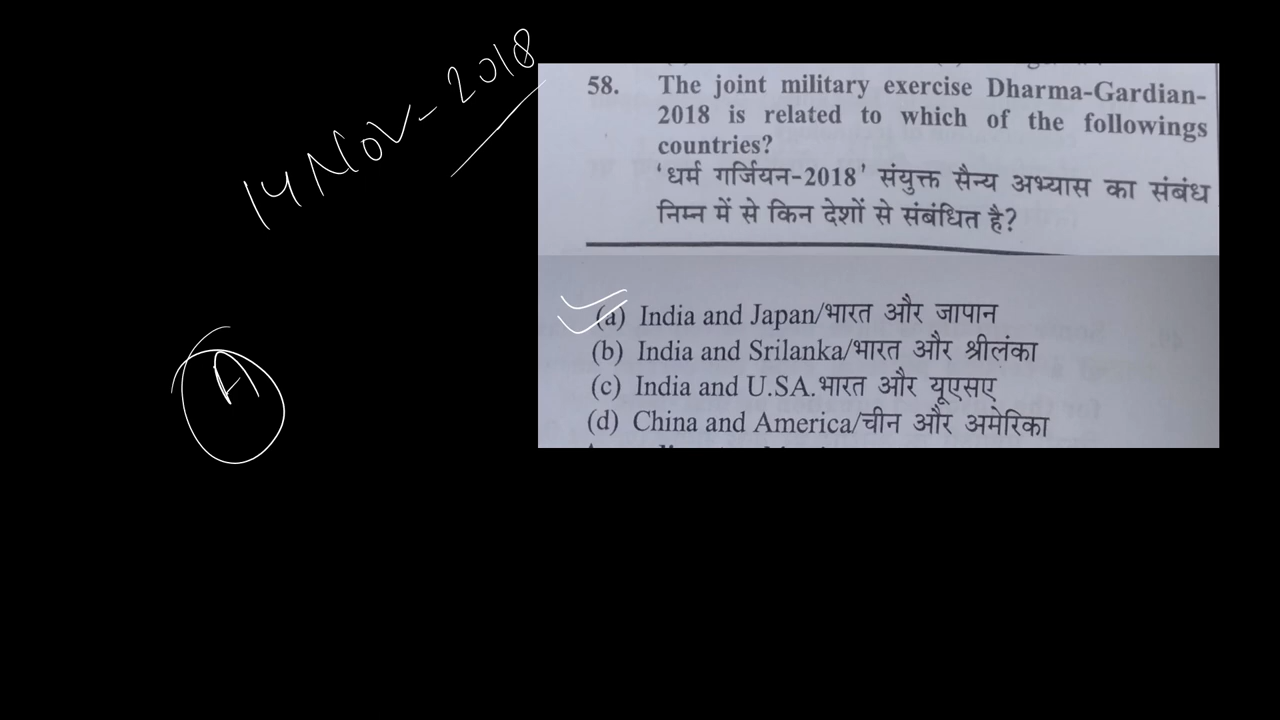 14 Nov-2018
58. The joint military exercise Dharma-Gardian-
2018 is related to which of the followings
countries?
'धर्म गर्जियन-2018' संयुक्त सैन्य अभ्यास का संबंध
निम्न में से किन देशों से संबंधित है?
(a) India and Japan/भारत और जापान
(b) India and Srilanka/भारत और श्रीलंका
(c) India and U.SA.भारत और यूएसए
(d) China and America/चीन और अमेरिका
A